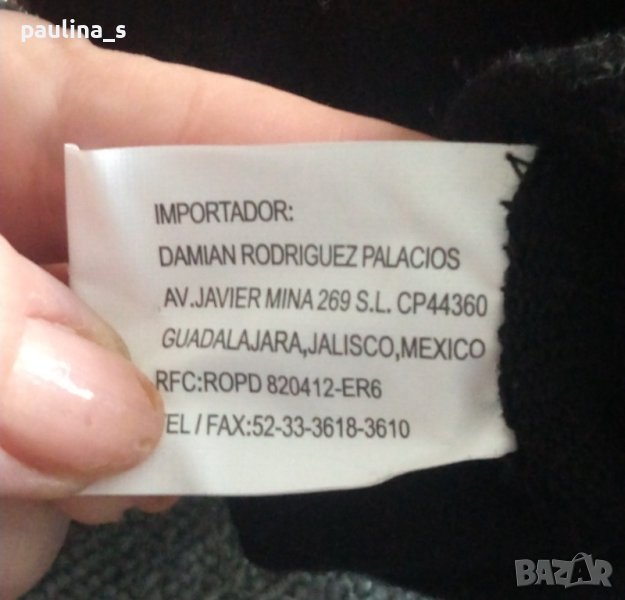 paulina_s
IMPORTADOR:
DAMIAN RODRIGUEZ PALACIOS
AV.JAVIER MINA 269 S.L. CP44360
GUADALAJARA,JALISCO,MEXICO
RFC:ROPD 820412-ER6
TEL / FAX:52-33-3618-3610
BAZAR